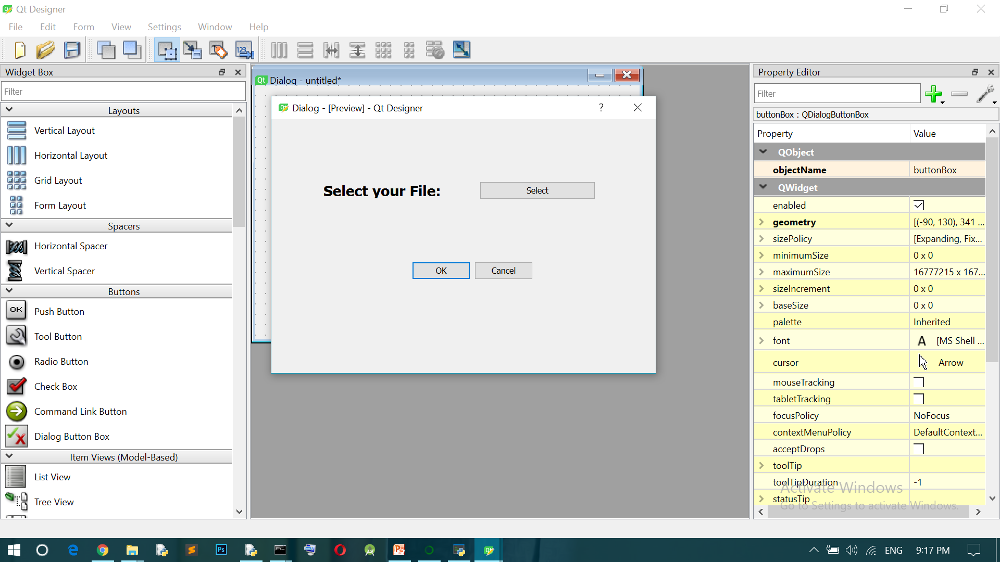 Qt Designer
File Edit Form View Settings Window Help
Widget Box
Filter
Layouts
Vertical Layout
Horizontal Layout
Grid Layout
Form Layout
Spacers
Horizontal Spacer
Vertical Spacer
Buttons
OK Push Button
Tool Button
Radio Button
Check Box
Command Link Button
Dialog Button Box
Item Views (Model-Based)
List View
Tree View
Qt Dialog - untitled*
Dialog - [Preview] - Qt Designer
Select your File: Select
OK Cancel
Property Editor
Filter
buttonBox : QDialogButtonBox
Property Value
QObject
objectName buttonBox
QWidget
enabled
geometry [(-90, 130), 341 ...
sizePolicy [Expanding, Fix...
minimumSize 0 x 0
maximumSize 16777215 x 167...
sizeIncrement 0 x 0
baseSize 0 x 0
palette Inherited
font A [MS Shell ...
cursor Arrow
mouseTracking
tabletTracking
focusPolicy NoFocus
contextMenuPolicy DefaultContext...
acceptDrops
toolTip
toolTipDuration -1
statusTip
Activate Windows
Go to Settings to activate Windows.
Ps
ENG 9:17 PM